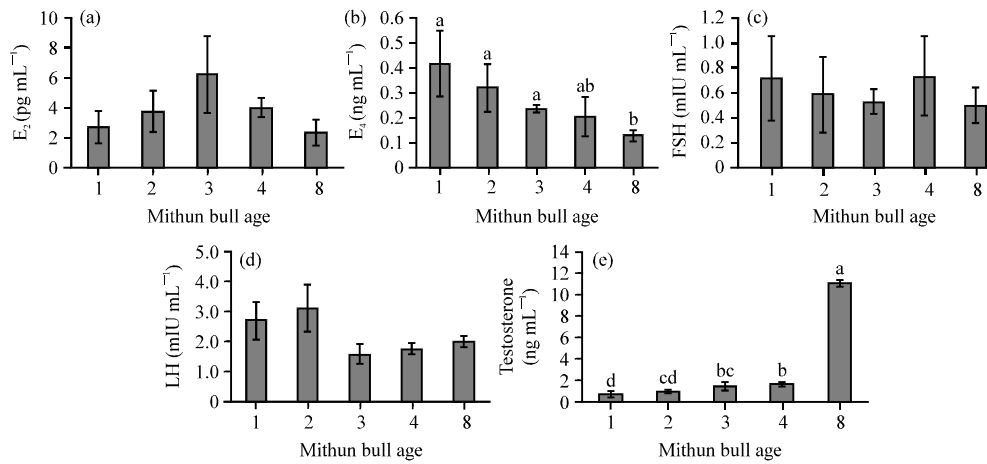 (a)
E₂ (pg mL⁻¹)
10
8
6
4
2
0
1 2 3 4 8
Mithun bull age
(b)
E₄ (ng mL⁻¹)
0.6
0.5
0.4
0.3
0.2
0.1
0
a a a ab b
1 2 3 4 8
Mithun bull age
(c)
FSH (mIU mL⁻¹)
1.2
1.0
0.8
0.6
0.4
0.2
0
1 2 3 4 8
Mithun bull age
(d)
LH (mIU mL⁻¹)
5.0
4.0
3.0
2.0
1.0
0
1 2 3 4 8
Mithun bull age
(e)
Testosterone
(ng mL⁻¹)
14
12
10
8
6
4
2
0
d cd bc b a
1 2 3 4 8
Mithun bull age